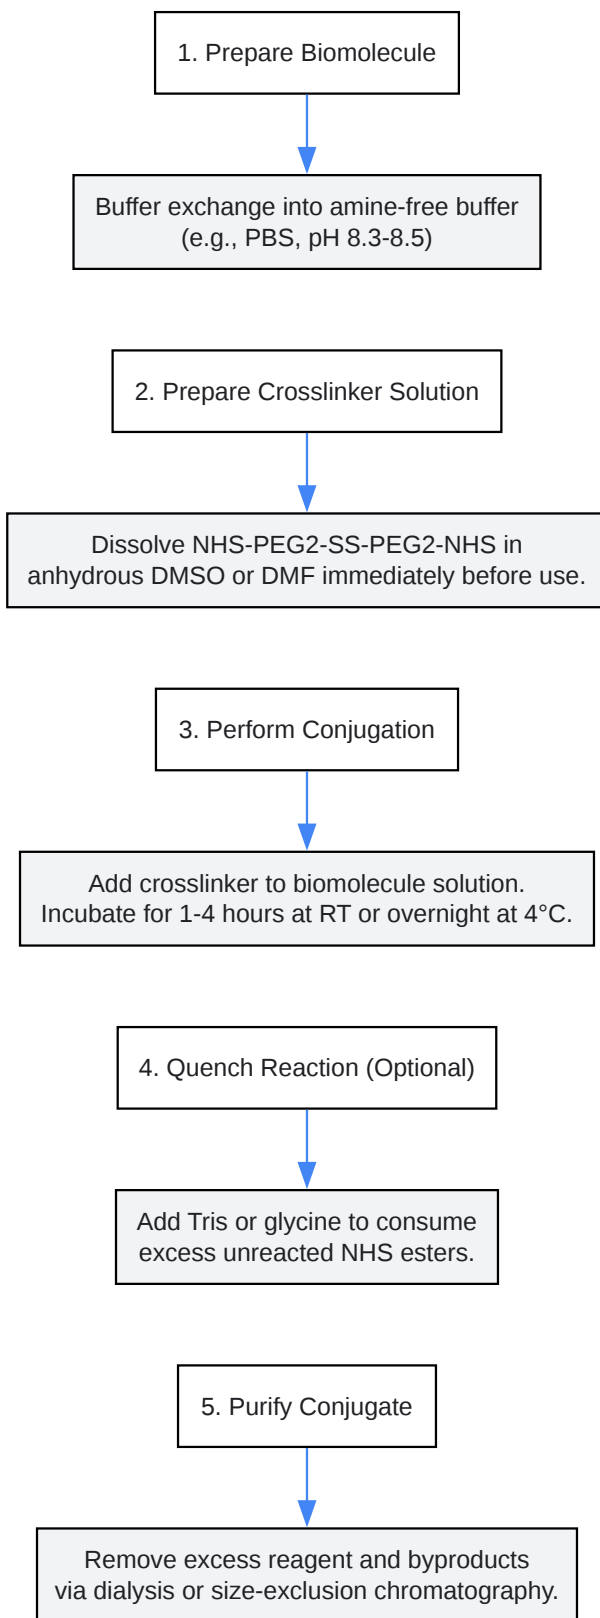 1. Prepare Biomolecule
Buffer exchange into amine-free buffer
(e.g., PBS, pH 8.3-8.5)
2. Prepare Crosslinker Solution
Dissolve NHS-PEG2-SS-PEG2-NHS in
anhydrous DMSO or DMF immediately before use.
3. Perform Conjugation
Add crosslinker to biomolecule solution.
Incubate for 1-4 hours at RT or overnight at 4°C.
4. Quench Reaction (Optional)
Add Tris or glycine to consume
excess unreacted NHS esters.
5. Purify Conjugate
Remove excess reagent and byproducts
via dialysis or size-exclusion chromatography.